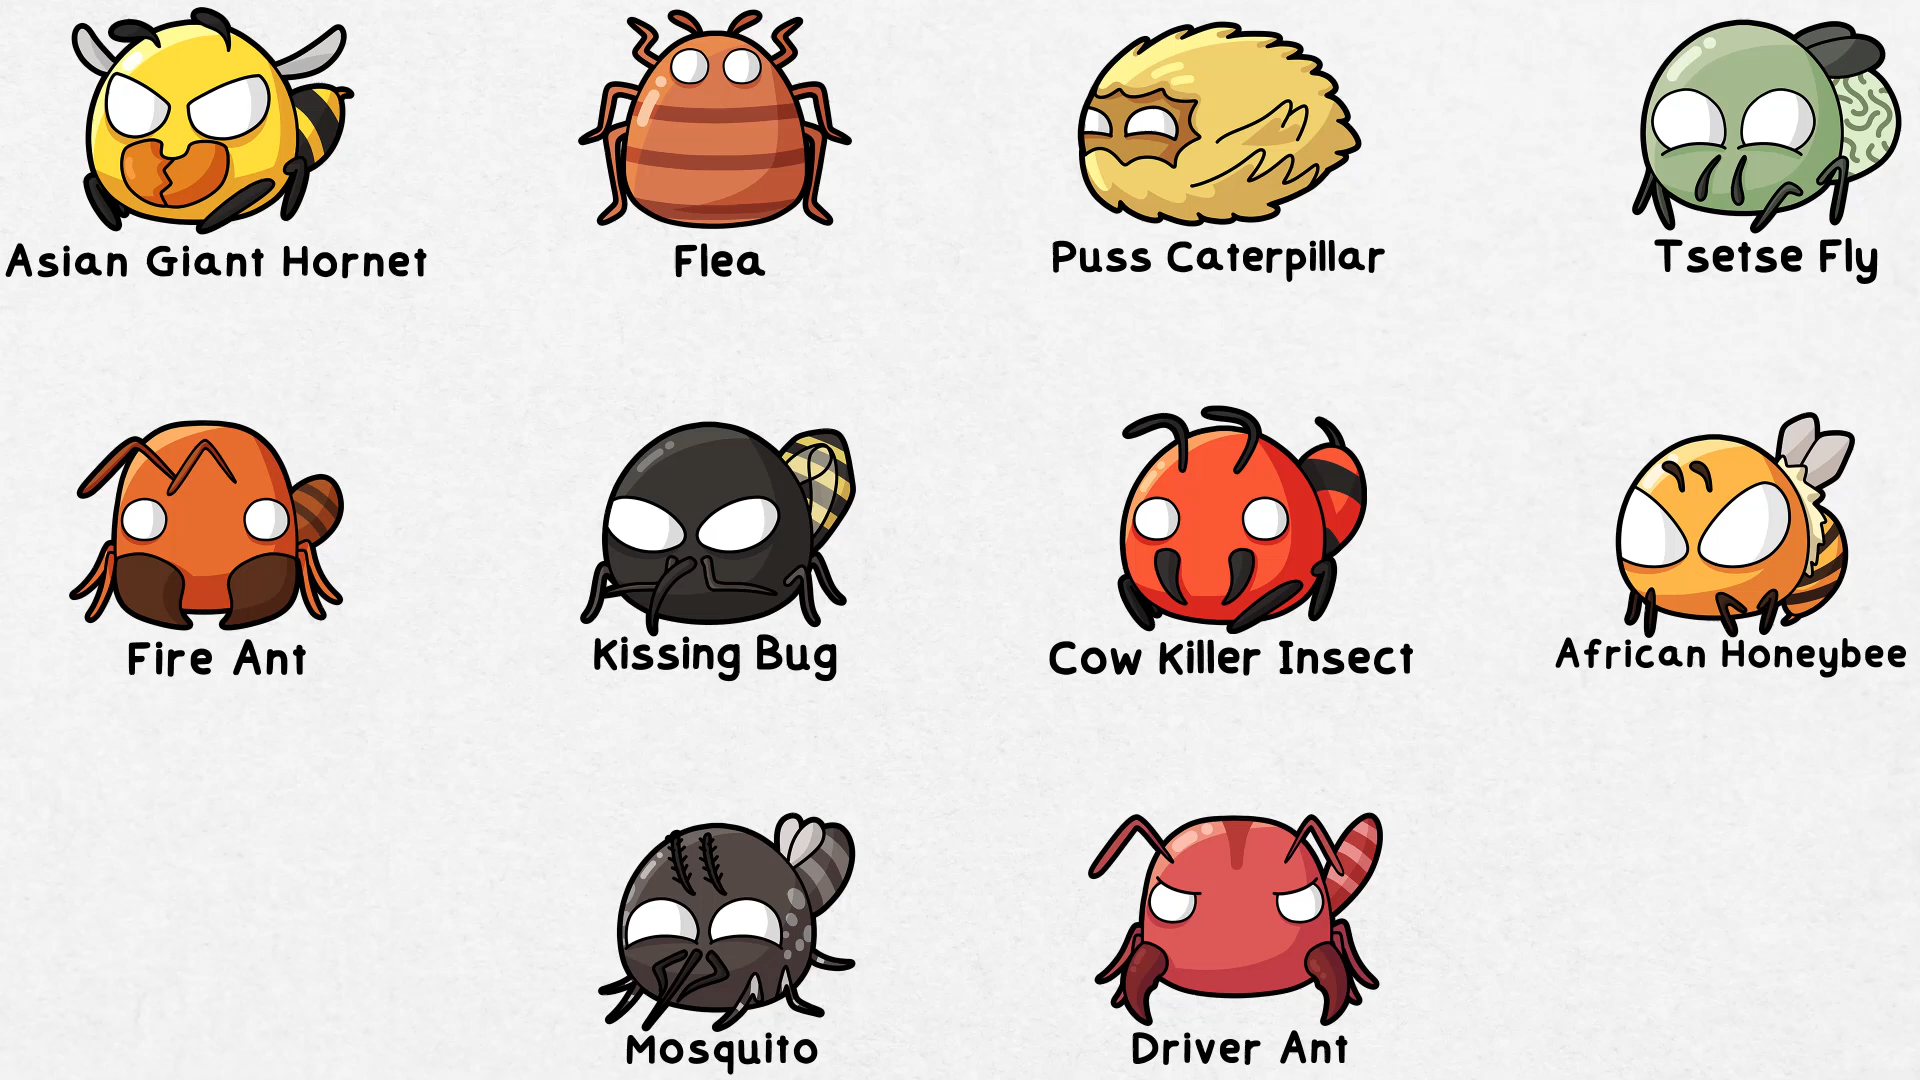 Asian Giant Hornet
Flea
Puss Caterpillar
Tsetse Fly
Fire Ant
Kissing Bug
Cow Killer Insect
African Honeybee
Mosquito
Driver Ant